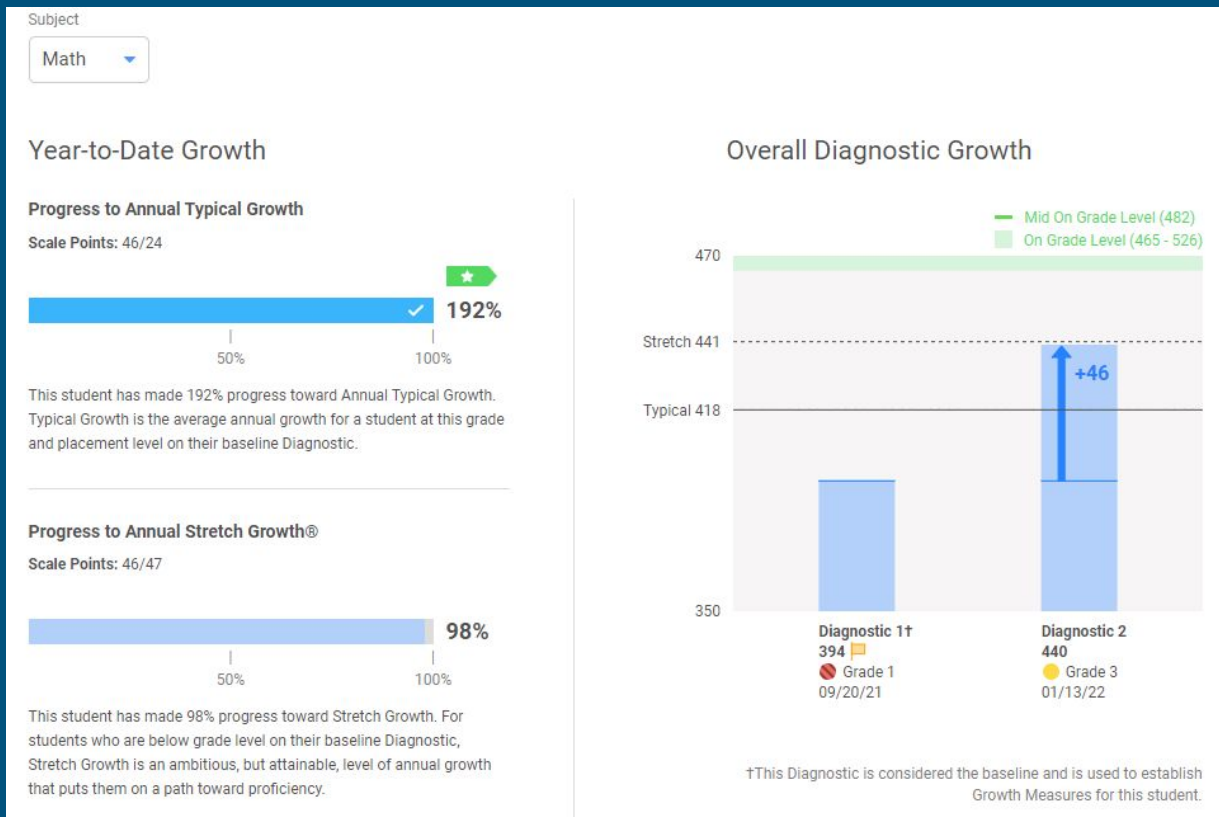 Subject
Math
Year-to-Date Growth
Progress to Annual Typical Growth
Scale Points: 46/24
192%
50%
100%
This student has made 192% progress toward Annual Typical Growth.
Typical Growth is the average annual growth for a student at this grade
and placement level on their baseline Diagnostic.
Progress to Annual Stretch Growth®
Scale Points: 46/47
98%
50%
100%
This student has made 98% progress toward Stretch Growth. For
students who are below grade level on their baseline Diagnostic,
Stretch Growth is an ambitious, but attainable, level of annual growth
that puts them on a path toward proficiency.
Overall Diagnostic Growth
Mid On Grade Level (482)
On Grade Level (465 - 526)
470
Stretch 441
+46
Typical 418
350
Diagnostic 1†
394
Grade 1
09/20/21
Diagnostic 2
440
Grade 3
01/13/22
†This Diagnostic is considered the baseline and is used to establish
Growth Measures for this student.